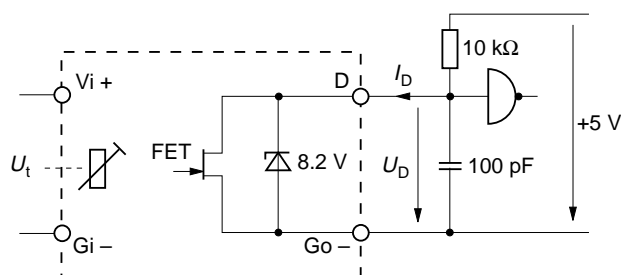 10 kΩ
Vi +
D
I_D
+5 V
FET
U_t
8.2 V
U_D
100 pF
Gi –
Go –